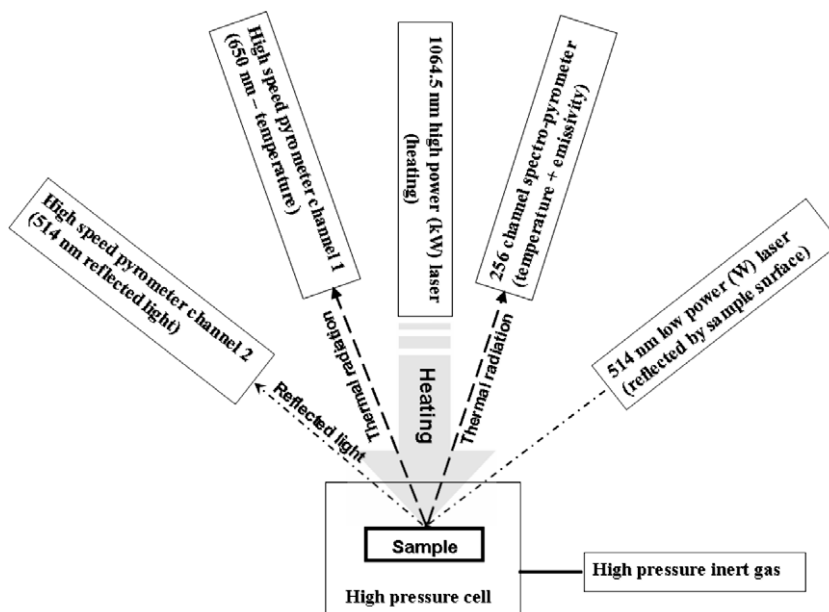 High speed pyrometer channel 2
(514 nm reflected light)
High speed pyrometer channel 1
(650 nm – temperature)
1064.5 nm high power (kW) laser
(heating)
256 channel spectro-pyrometer
(temperature + emissivity)
514 nm low power (W) laser
(reflected by sample surface)
Reflected light
Thermal radiation
Heating
Thermal radiation
Sample
High pressure cell
High pressure inert gas